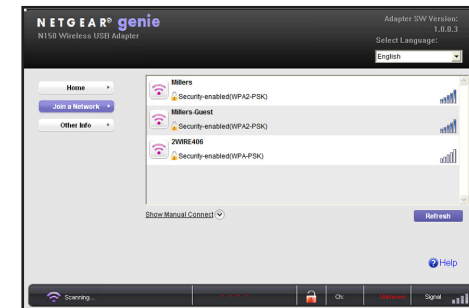 NETGEAR® genie
N150 Wireless USB Adapter
Adapter SW Version:
1.0.0.3
Select Language:
English
Home
Join a Network
Other Info
Millers
Security-enabled(WPA2-PSK)
Millers-Guest
Security-enabled(WPA2-PSK)
2WIRE406
Security-enabled(WPA-PSK)
Show Manual Connect
Refresh
Help
Scanning...
Ch:
Signal